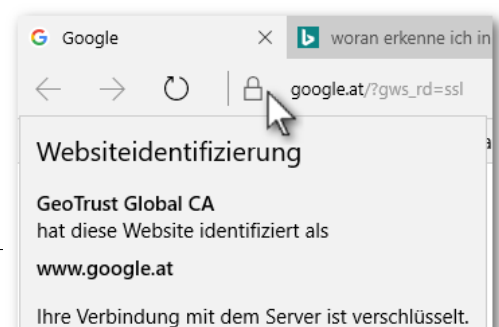 Google
woran erkenne ich in
google.at/?gws_rd=ssl
Websiteidentifizierung
GeoTrust Global CA
hat diese Website identifiziert als
www.google.at
Ihre Verbindung mit dem Server ist verschlüsselt.